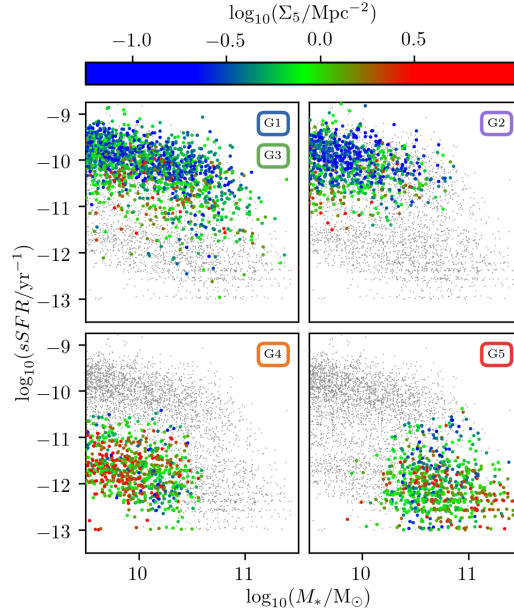 log₁₀(Σ₅/Mpc⁻²)
−1.0 −0.5 0.0 0.5
G1 G2
G3
−9
−10
−11
−12
−13
log₁₀(sSFR/yr⁻¹)
G4 G5
−9
−10
−11
−12
−13
10 11 10 11
log₁₀(M*/M⊙)